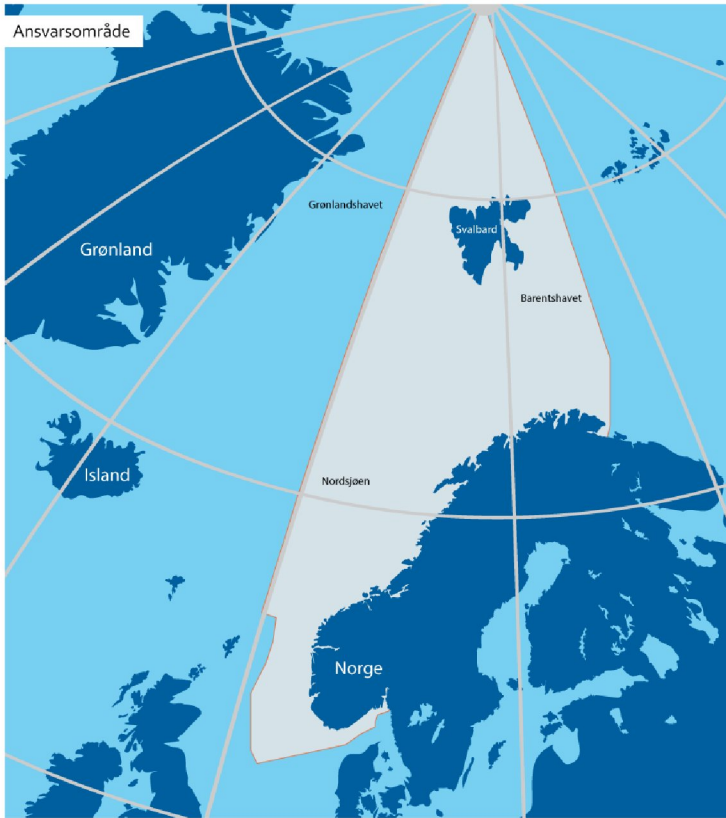 Ansvarsområde
Grønlandshavet
Svalbard
Grønland
Barentshavet
Island
Nordsjøen
Norge